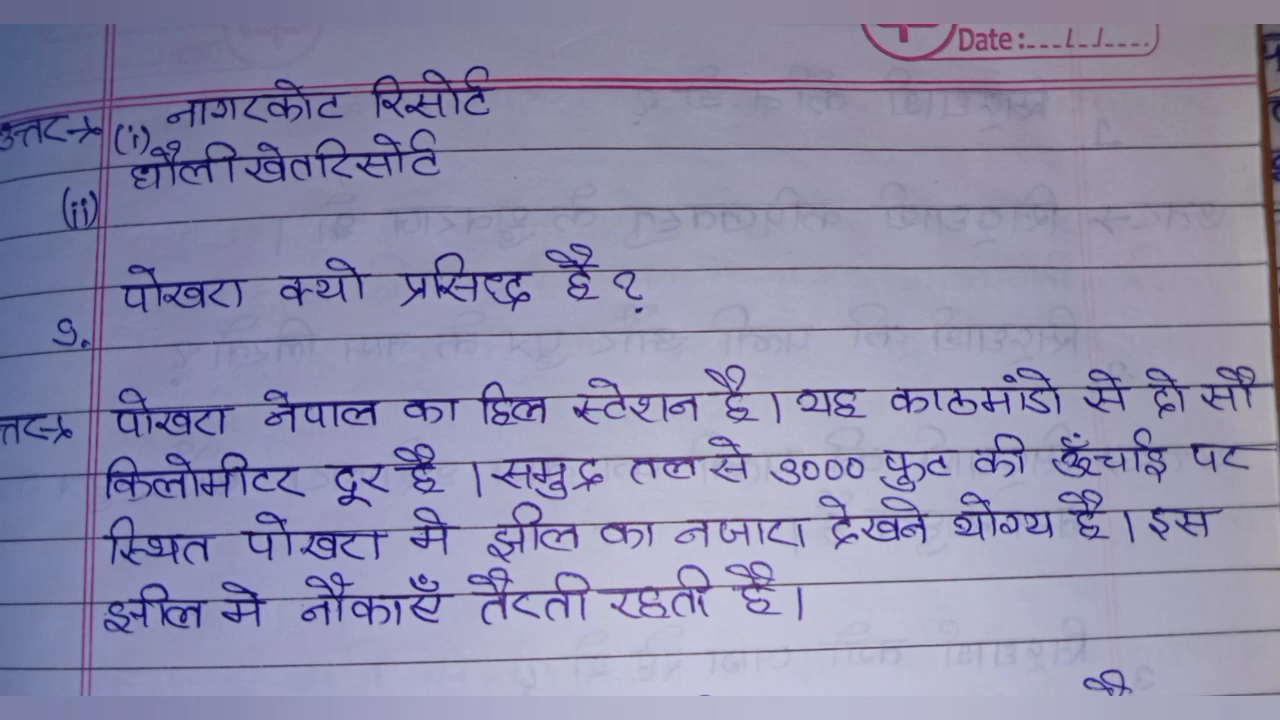 Date:---/-/----
उत्तर→ (i) नागरकोट रिसोर्ट
(ii) धौलीखेतरिसोर्ट
9. पोखरा क्यो प्रसिध्द है?
त्तर→ पोखरा नेपाल का हिल स्टेशन है। यह काठमांडो से दो सौ
किलोमीटर दूर है। समुद्र तल से 3000 फुट की ऊँचाई पर
स्थित पोखरा मे झील का नजारा देखने योग्य है। इस
झील मे नौकाएँ तैरती रहती है।
की